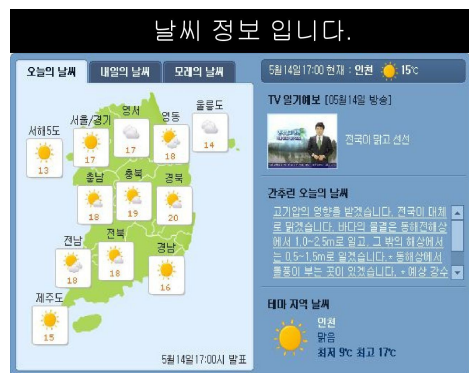 날씨 정보 입니다.
오늘의 날씨
내일의 날씨
모레의 날씨
5월14일17:00 현재 : 인천 15℃
서해5도
13
서울/경기
17
영서
17
영동
18
울릉도
14
충남
18
충북
19
경북
20
전남
18
전북
18
경남
16
제주도
15
5월14일17:00시 발표
TV 일기예보 [05월14일 방송]
전국이 맑고 선선
간추린 오늘의 날씨
고기압의 영향을 받겠습니다. 전국이 대체
로 맑겠습니다. 바다의 물결은 동해전해상
에서 1.0~2.5m로 일고, 그 밖의 해상에서
는 0.5~1.5m로 일겠습니다. * 동해상에서
돌풍이 부는 곳이 있겠습니다. * 예상 강수
테마 지역 날씨
인천
맑음
최저 9℃ 최고 17℃